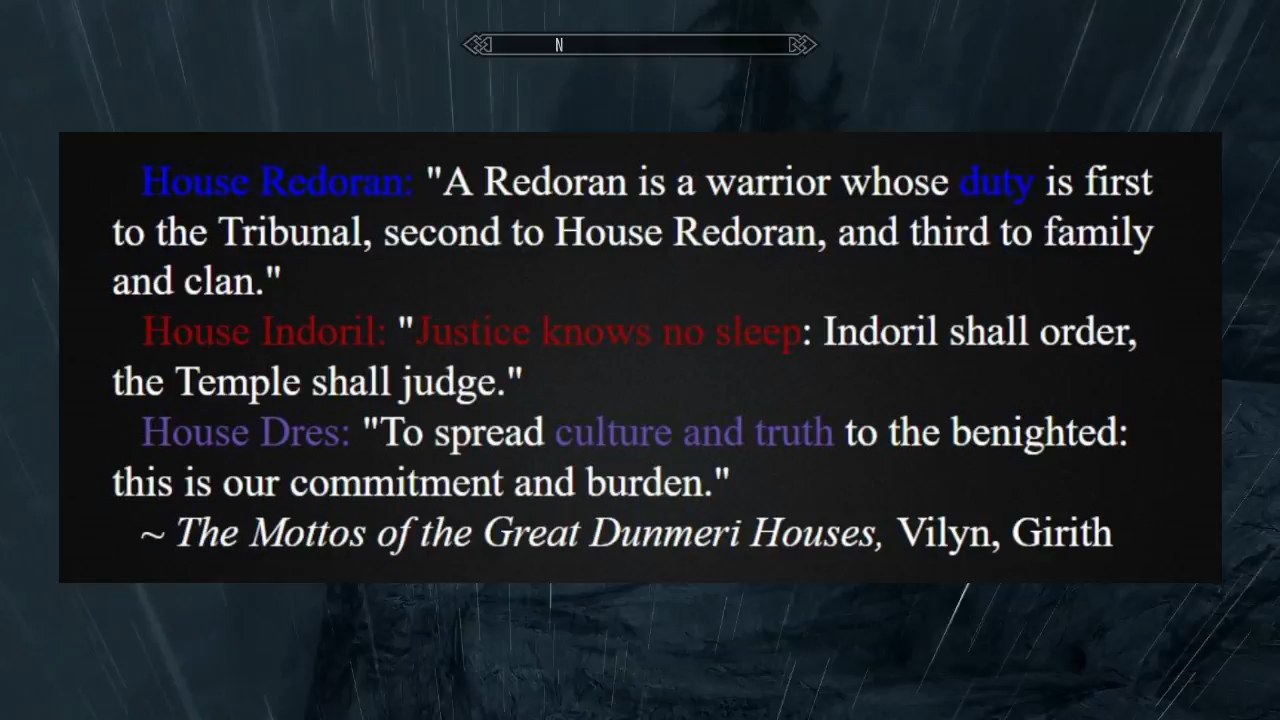 N
House Redoran: "A Redoran is a warrior whose duty is first
to the Tribunal, second to House Redoran, and third to family
and clan."
House Indoril: "Justice knows no sleep: Indoril shall order,
the Temple shall judge."
House Dres: "To spread culture and truth to the benighted:
this is our commitment and burden."
~ The Mottos of the Great Dunmeri Houses, Vilyn, Girith